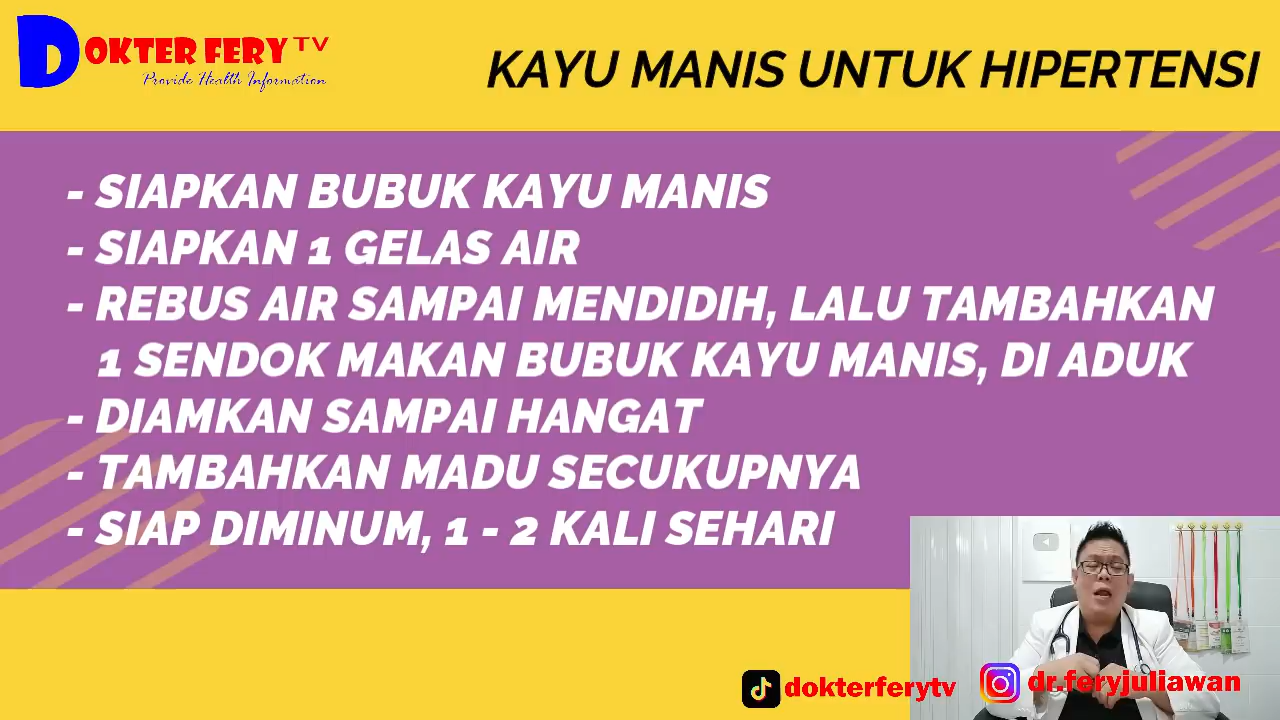 DOKTER FERY TV
Provide Health Information
KAYU MANIS UNTUK HIPERTENSI
- SIAPKAN BUBUK KAYU MANIS
- SIAPKAN 1 GELAS AIR
- REBUS AIR SAMPAI MENDIDIH, LALU TAMBAHKAN
1 SENDOK MAKAN BUBUK KAYU MANIS, DI ADUK
- DIAMKAN SAMPAI HANGAT
- TAMBAHKAN MADU SECUKUPNYA
- SIAP DIMINUM, 1 - 2 KALI SEHARI
dokterferytv
dr.feryjuliawan